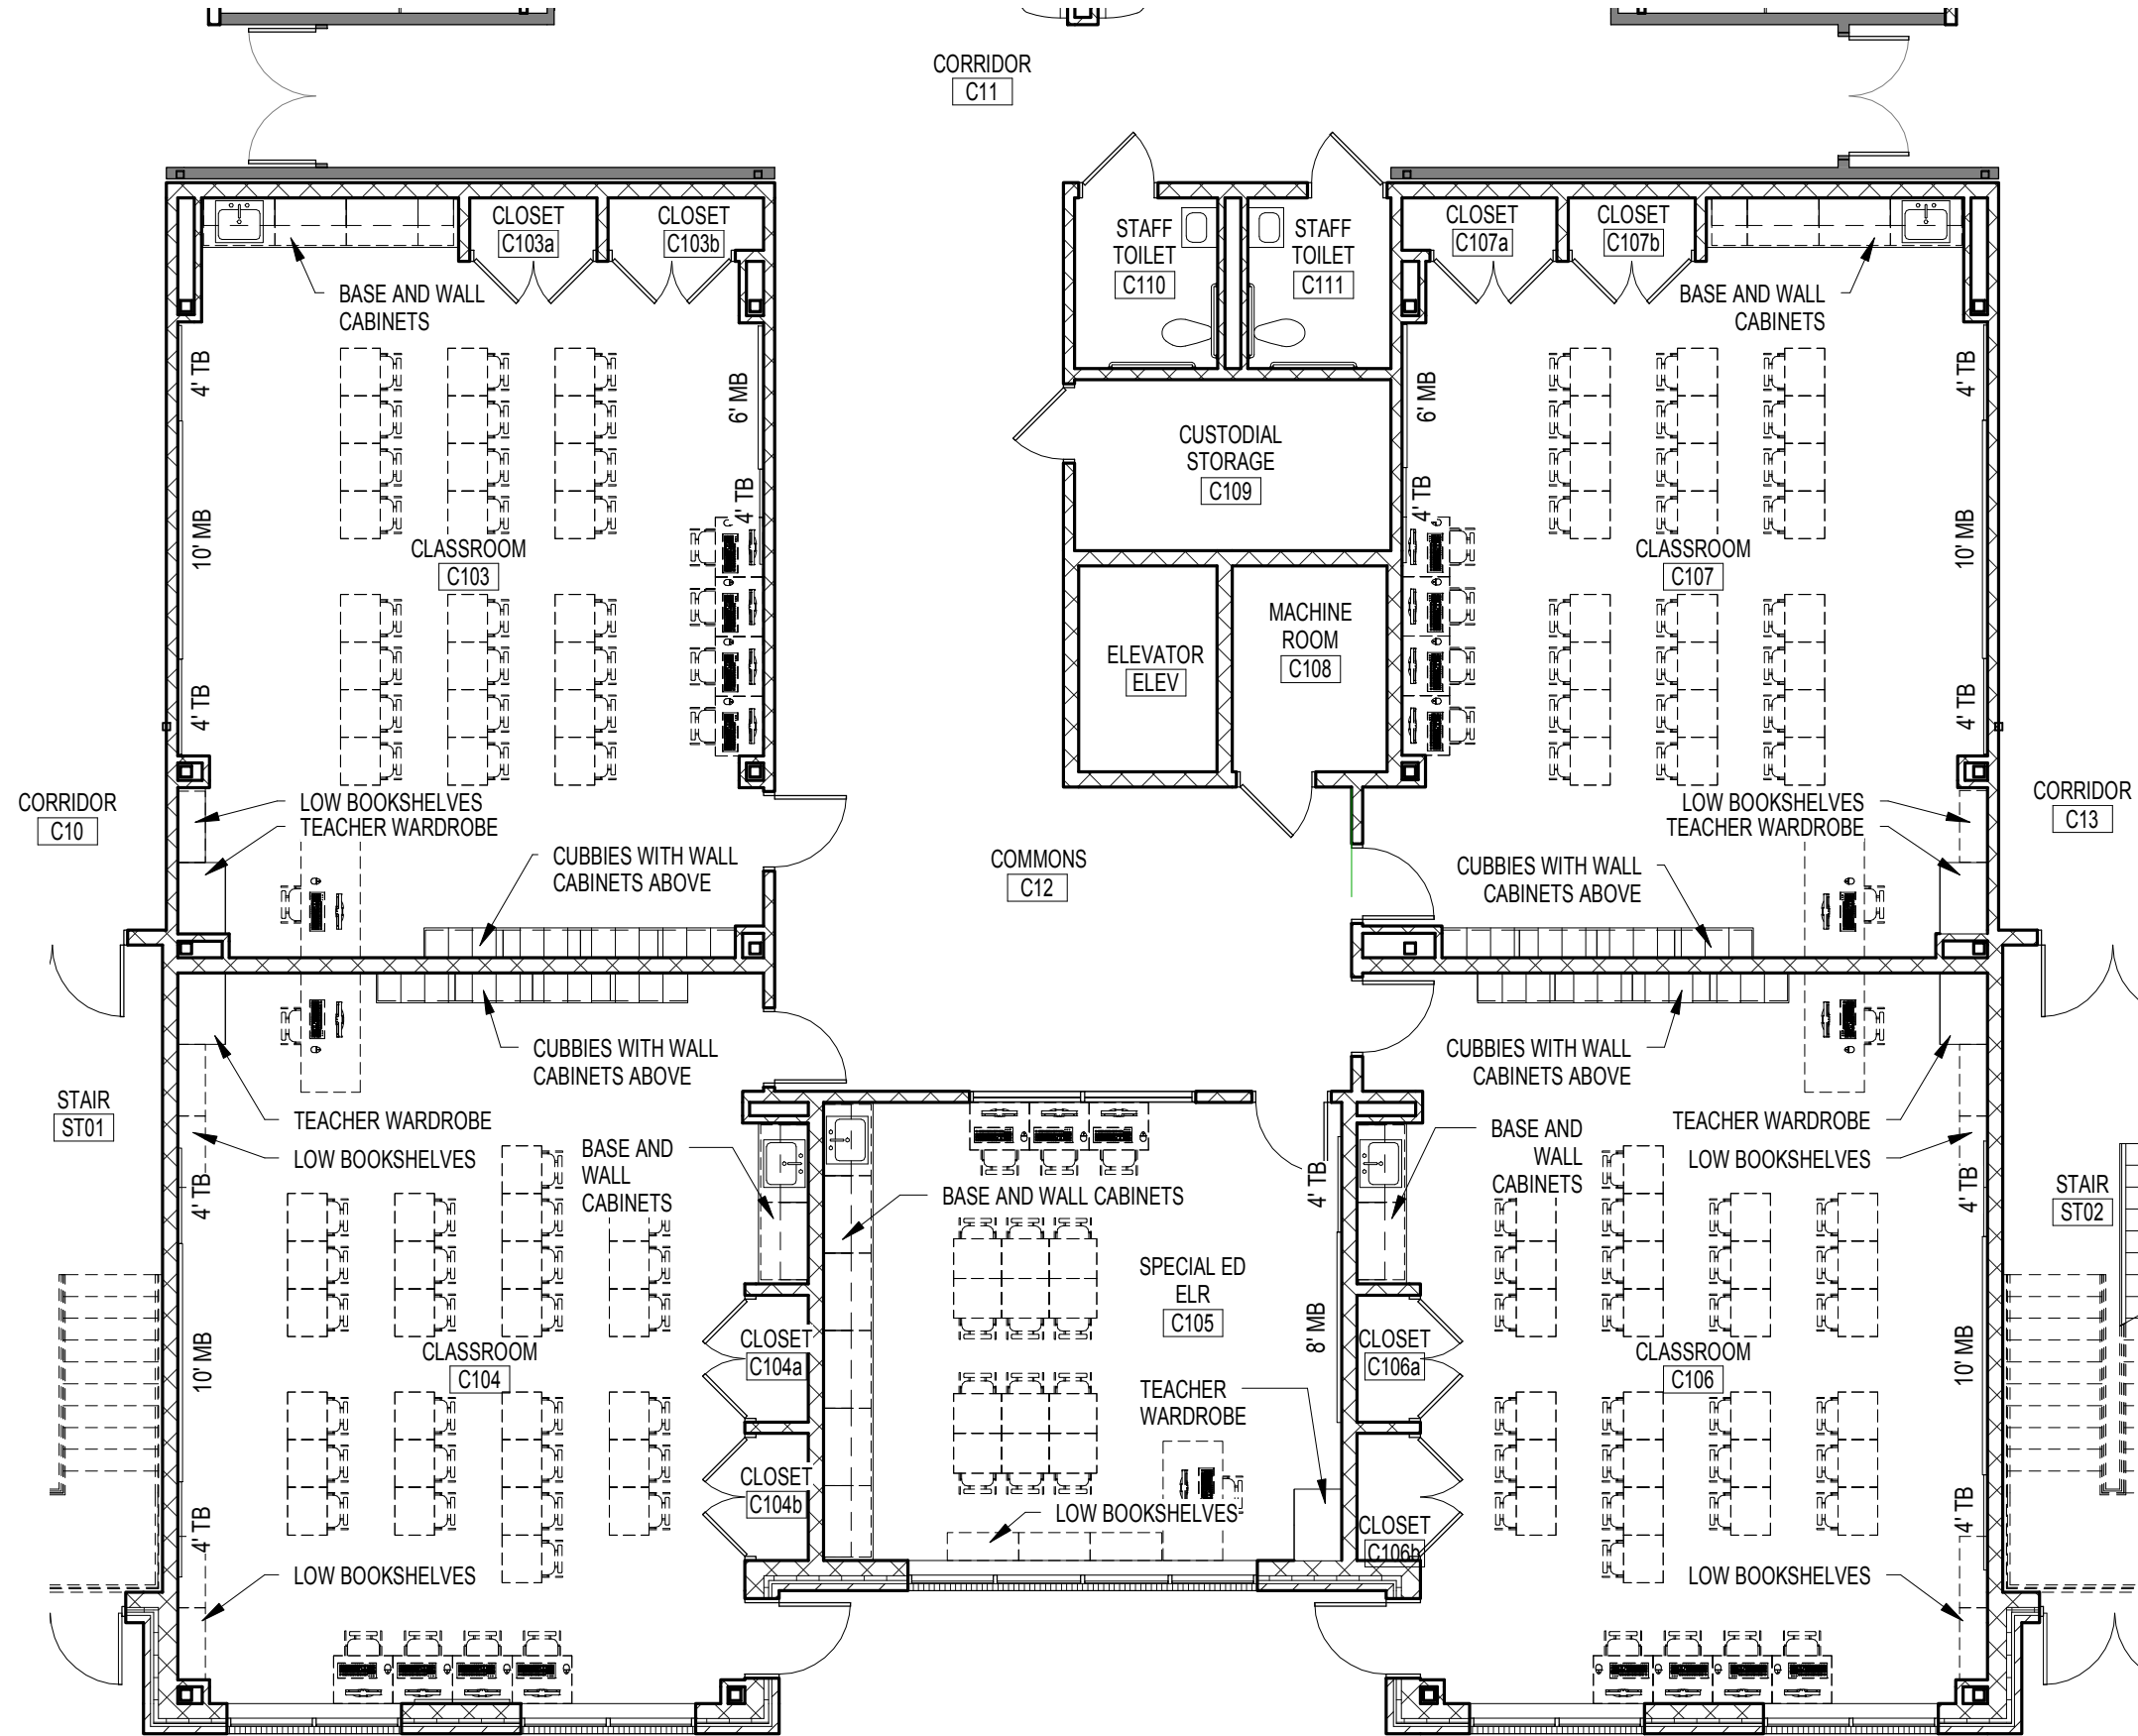 CORRIDOR
C11
CLOSET
C103a
CLOSET
C103b
STAFF
TOILET
C110
STAFF
TOILET
C111
CLOSET
C107a
CLOSET
C107b
BASE AND WALL
CABINETS
BASE AND WALL
CABINETS
4' TB
6' MB
6' MB
4' TB
CUSTODIAL
STORAGE
C109
4' TB
4' TB
10' MB
CLASSROOM
C103
CLASSROOM
C107
10' MB
MACHINE
ROOM
C108
ELEVATOR
ELEV
4' TB
4' TB
CORRIDOR
C10
LOW BOOKSHELVES
TEACHER WARDROBE
LOW BOOKSHELVES
TEACHER WARDROBE
CORRIDOR
C13
CUBBIES WITH WALL
CABINETS ABOVE
COMMONS
C12
CUBBIES WITH WALL
CABINETS ABOVE
CUBBIES WITH WALL
CABINETS ABOVE
CUBBIES WITH WALL
CABINETS ABOVE
STAIR
ST01
TEACHER WARDROBE
LOW BOOKSHELVES
BASE AND
WALL
CABINETS
BASE AND WALL CABINETS
4' TB
BASE AND
WALL
CABINETS
TEACHER WARDROBE
LOW BOOKSHELVES
4' TB
4' TB
STAIR
ST02
SPECIAL ED
ELR
C105
10' MB
CLASSROOM
C104
CLOSET
C104a
8' MB
CLOSET
C106a
CLASSROOM
C106
10' MB
TEACHER
WARDROBE
CLOSET
C104b
LOW BOOKSHELVES
CLOSET
C106b
4' TB
4' TB
LOW BOOKSHELVES
LOW BOOKSHELVES